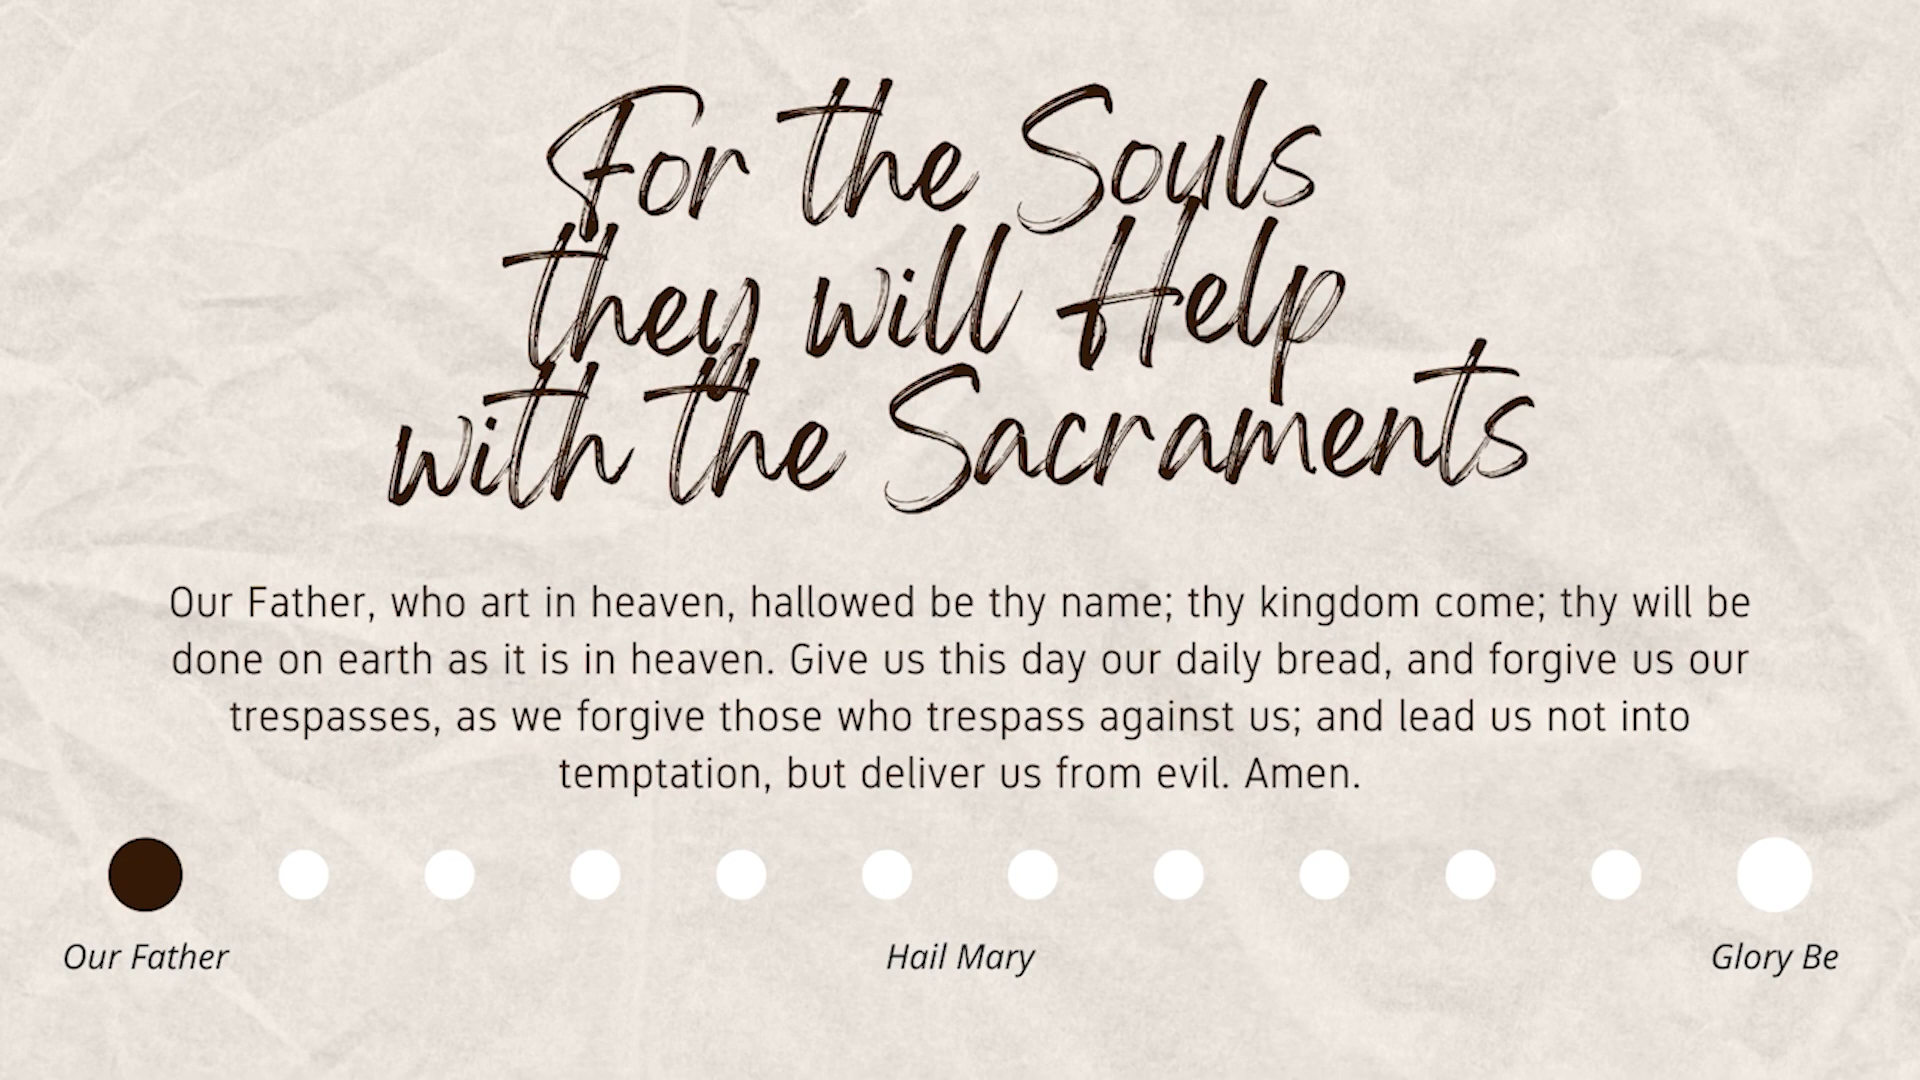 For the Souls
they will Help
with the Sacraments
Our Father, who art in heaven, hallowed be thy name; thy kingdom come; thy will be
done on earth as it is in heaven. Give us this day our daily bread, and forgive us our
trespasses, as we forgive those who trespass against us; and lead us not into
temptation, but deliver us from evil. Amen.
Our Father
Hail Mary
Glory Be